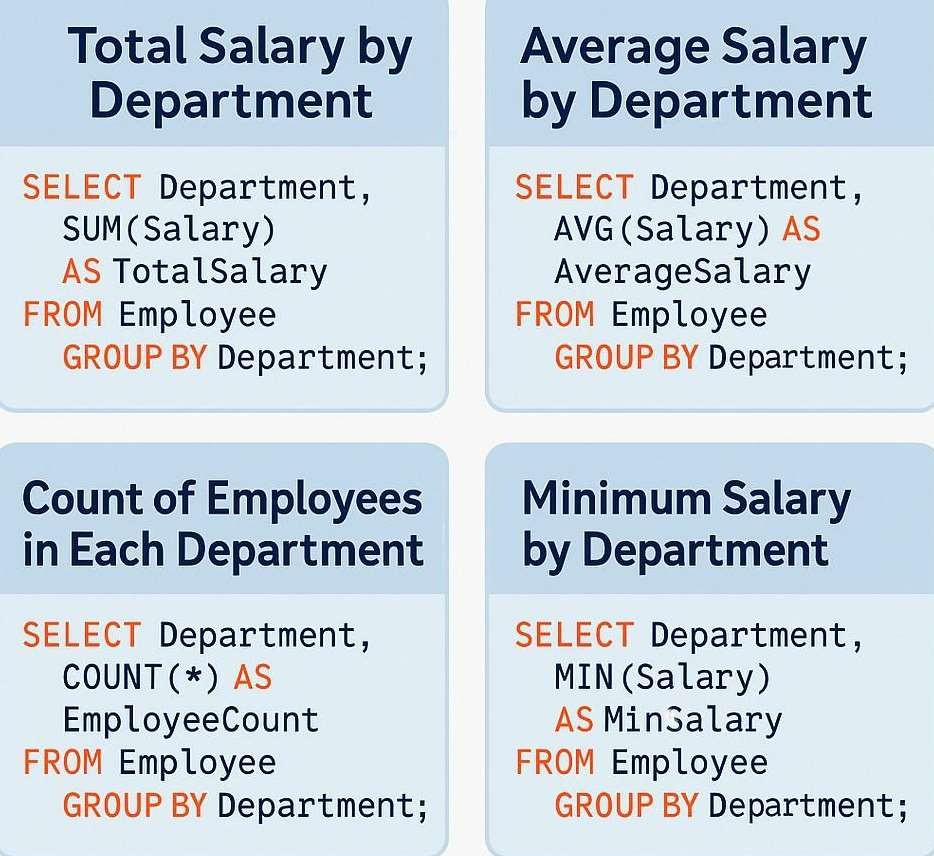 Total Salary by
Department
SELECT Department,
SUM(Salary)
AS TotalSalary
FROM Employee
GROUP BY Department;
Average Salary
by Department
SELECT Department,
AVG(Salary) AS
AverageSalary
FROM Employee
GROUP BY Department;
Count of Employees
in Each Department
SELECT Department,
COUNT(*) AS
EmployeeCount
FROM Employee
GROUP BY Department;
Minimum Salary
by Department
SELECT Department,
MIN(Salary)
AS MinSalary
FROM Employee
GROUP BY Department;